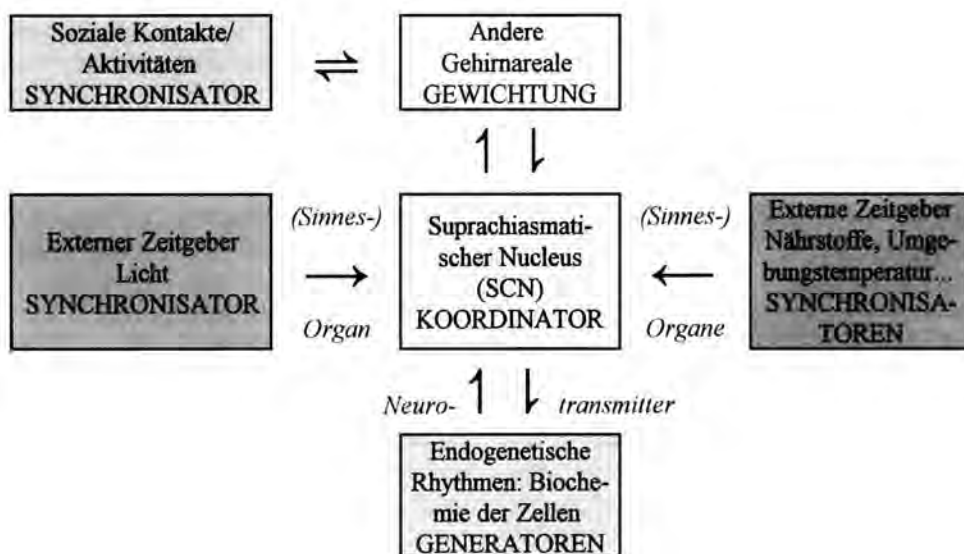 Soziale Kontakte/
Aktivitäten
SYNCHRONISATOR
Andere
Gehirnareale
GEWICHTUNG
Externer Zeitgeber
Licht
SYNCHRONISATOR
(Sinnes-)
Organ
Suprachiasmati-
scher Nucleus
(SCN)
KOORDINATOR
(Sinnes-)
Organe
Externe Zeitgeber
Nährstoffe, Umge-
bungstemperatur...
SYNCHRONISA-
TOREN
Neuro-
transmitter
Endogenetische
Rhythmen: Bioche-
mie der Zellen
GENERATOREN